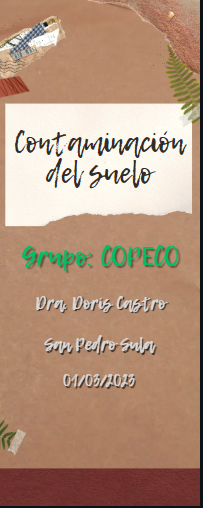 Contaminación
del suelo
Grupo: COPECO
Dra. Doris Castro
San Pedro Sula
01/03/2023